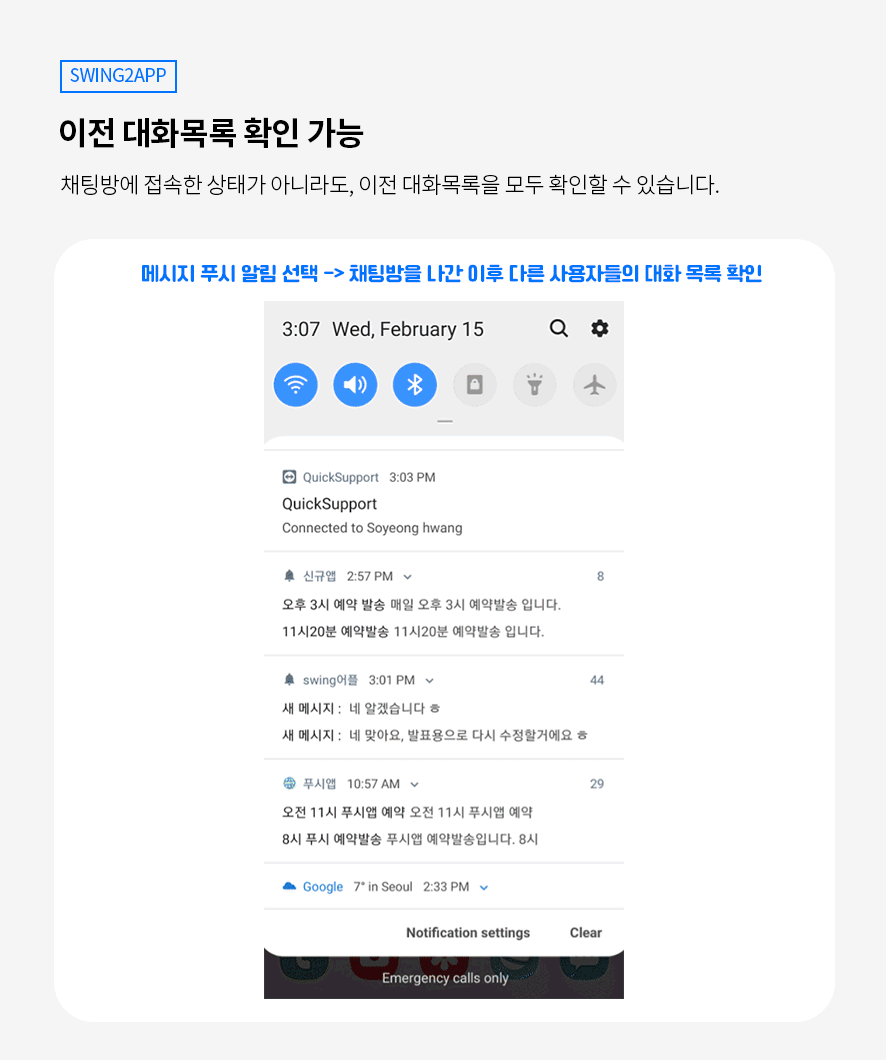 SWING2APP
이전 대화목록 확인 가능
채팅방에 접속한 상태가 아니라도, 이전 대화목록을 모두 확인할 수 있습니다.
메시지 푸시 알림 선택 -> 채팅방을 나간 이후 다른 사용자들의 대화 목록 확인
3:07 Wed, February 15
QuickSupport 3:03 PM
QuickSupport
Connected to Soyeong hwang
신규앱 2:57 PM 8
오후 3시 예약 발송 매일 오후 3시 예약발송 입니다.
11시20분 예약발송 11시20분 예약발송 입니다.
swing어플 3:01 PM 44
새 메시지 : 네 알겠습니다 ㅎ
새 메시지 : 네 맞아요, 발표용으로 다시 수정할거에요 ㅎ
푸시앱 10:57 AM 29
오전 11시 푸시앱 예약 오전 11시 푸시앱 예약
8시 푸시 예약발송 푸시앱 예약발송입니다. 8시
Google 7° in Seoul 2:33 PM
Notification settings Clear
Emergency calls only